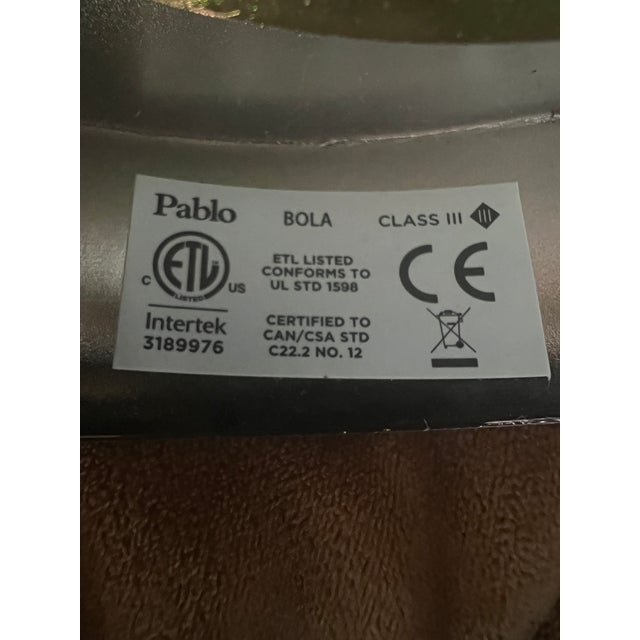 Pablo
BOLA
CLASS III
III
C ETL US
LISTED
Intertek
3189976
ETL LISTED
CONFORMS TO
UL STD 1598
CERTIFIED TO
CAN/CSA STD
C22.2 NO. 12
CE